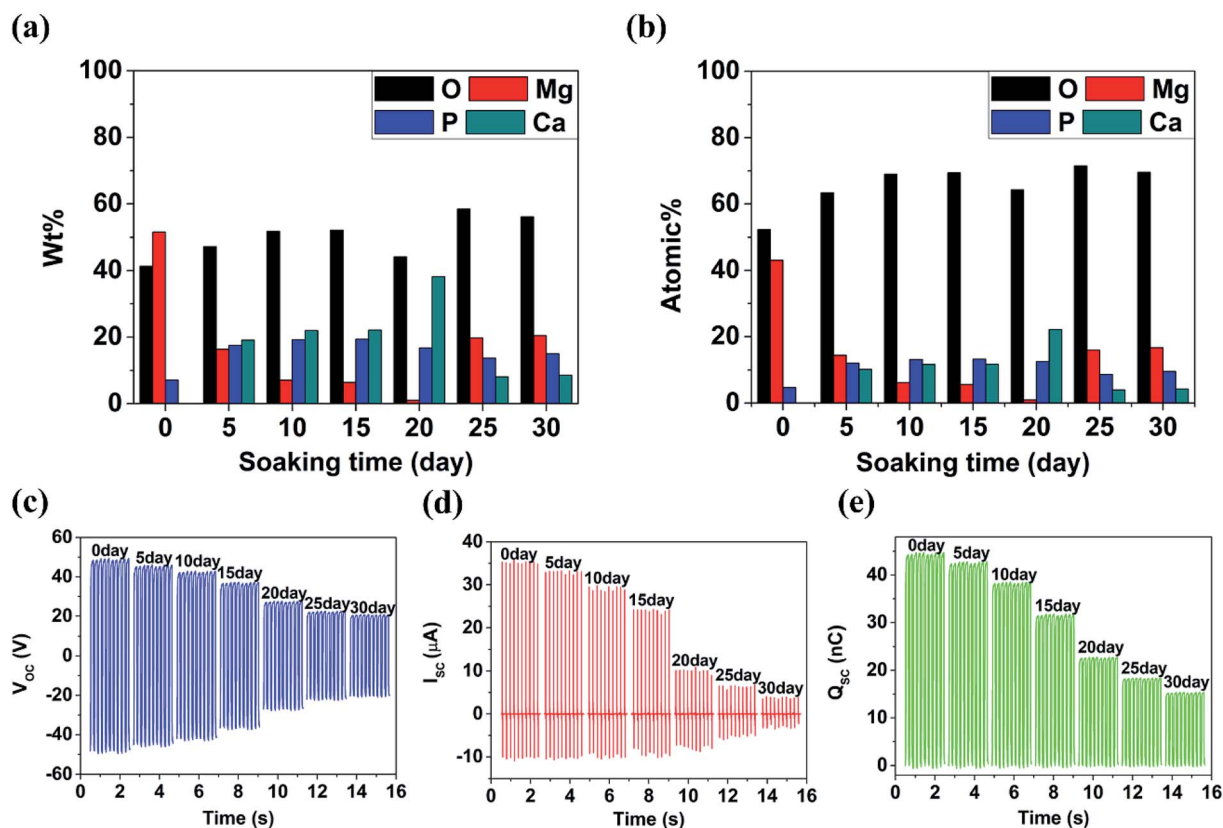 (a)
100
80
60
40
20
0
Wt%
O Mg
P Ca
0 5 10 15 20 25 30
Soaking time (day)
(b)
100
80
60
40
20
0
Atomic%
O Mg
P Ca
0 5 10 15 20 25 30
Soaking time (day)
(c)
60
40
20
0
-20
-40
-60
V_OC (V)
0day 5day 10day 15day 20day 25day 30day
0 2 4 6 8 10 12 14 16
Time (s)
(d)
40
30
20
10
0
-10
I_SC (μA)
0day 5day 10day 15day 20day 25day 30day
0 2 4 6 8 10 12 14 16
Time (s)
(e)
40
30
20
10
0
Q_SC (nC)
0day 5day 10day 15day 20day 25day 30day
0 2 4 6 8 10 12 14 16
Time (s)